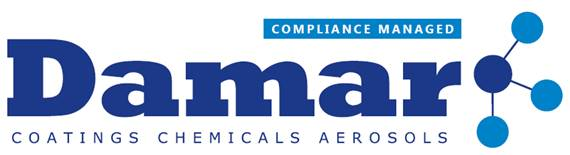 COMPLIANCE MANAGED
Damar
COATINGS CHEMICALS AEROSOLS